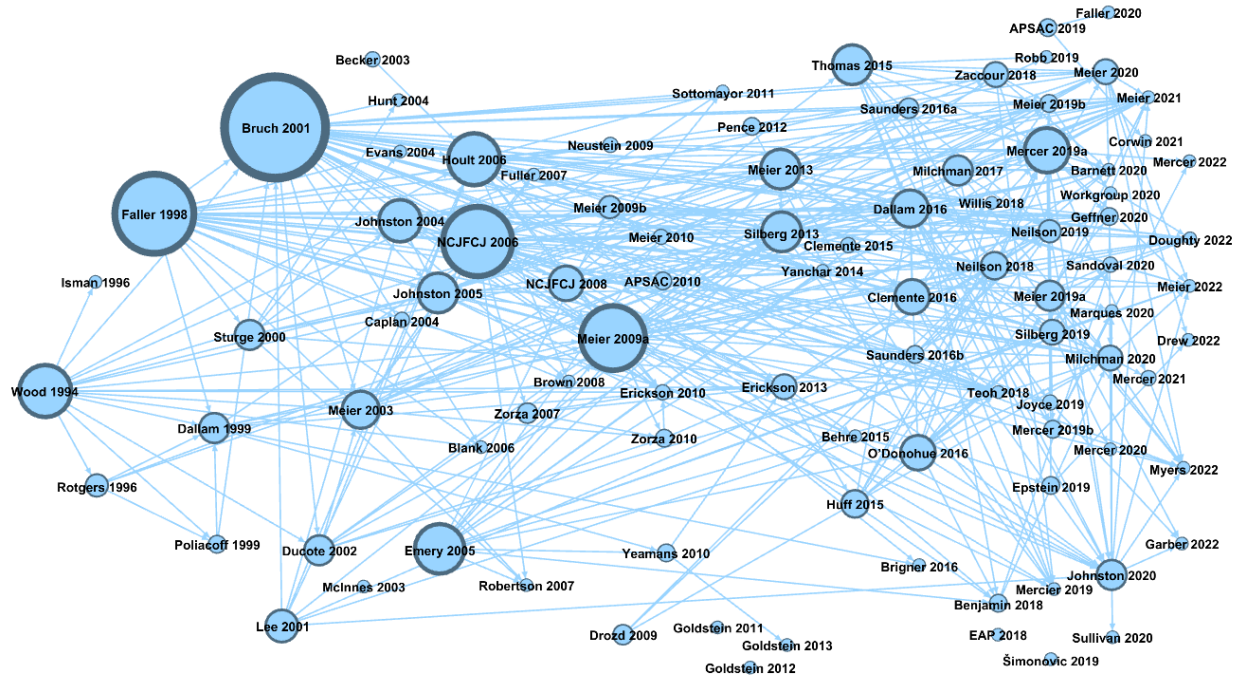 Faller 2020
APSAC 2019
Becker 2003
Robb 2019
Thomas 2015
Zaccour 2018
Meier 2020
Sottomayor 2011
Hunt 2004
Meier 2021
Saunders 2016a
Meier 2019b
Bruch 2001
Pence 2012
Corwin 2021
Evans 2004
Neustein 2009
Mercer 2019a
Hoult 2006
Mercer 2022
Fuller 2007
Meier 2013
Milchman 2017
Barnett 2020
Workgroup 2020
Willis 2018
Meier 2009b
Dallam 2016
Faller 1998
Geffner 2020
Johnston 2004
Neilson 2019
Silberg 2013
Meier 2010
NCJFCJ 2006
Doughty 2022
Clemente 2015
Sandoval 2020
Neilson 2018
Yanchar 2014
Isman 1996
APSAC 2010
NCJFCJ 2008
Meier 2022
Johnston 2005
Clemente 2016
Meier 2019a
Marques 2020
Caplan 2004
Silberg 2019
Sturge 2000
Meier 2009a
Drew 2022
Saunders 2016b
Milchman 2020
Mercer 2021
Brown 2008
Erickson 2013
Wood 1994
Erickson 2010
Teoh 2018
Joyce 2019
Meier 2003
Zorza 2007
Dallam 1999
Mercer 2019b
Zorza 2010
Behre 2015
Blank 2006
Mercer 2020
O'Donohue 2016
Myers 2022
Rotgers 1996
Epstein 2019
Huff 2015
Poliacoff 1999
Garber 2022
Ducote 2002
Emery 2005
Yeamans 2010
Brigner 2016
Johnston 2020
McInnes 2003
Robertson 2007
Mercier 2019
Benjamin 2018
Lee 2001
Goldstein 2011
Drozd 2009
EAP 2018
Sullivan 2020
Goldstein 2013
Šimonovic 2019
Goldstein 2012